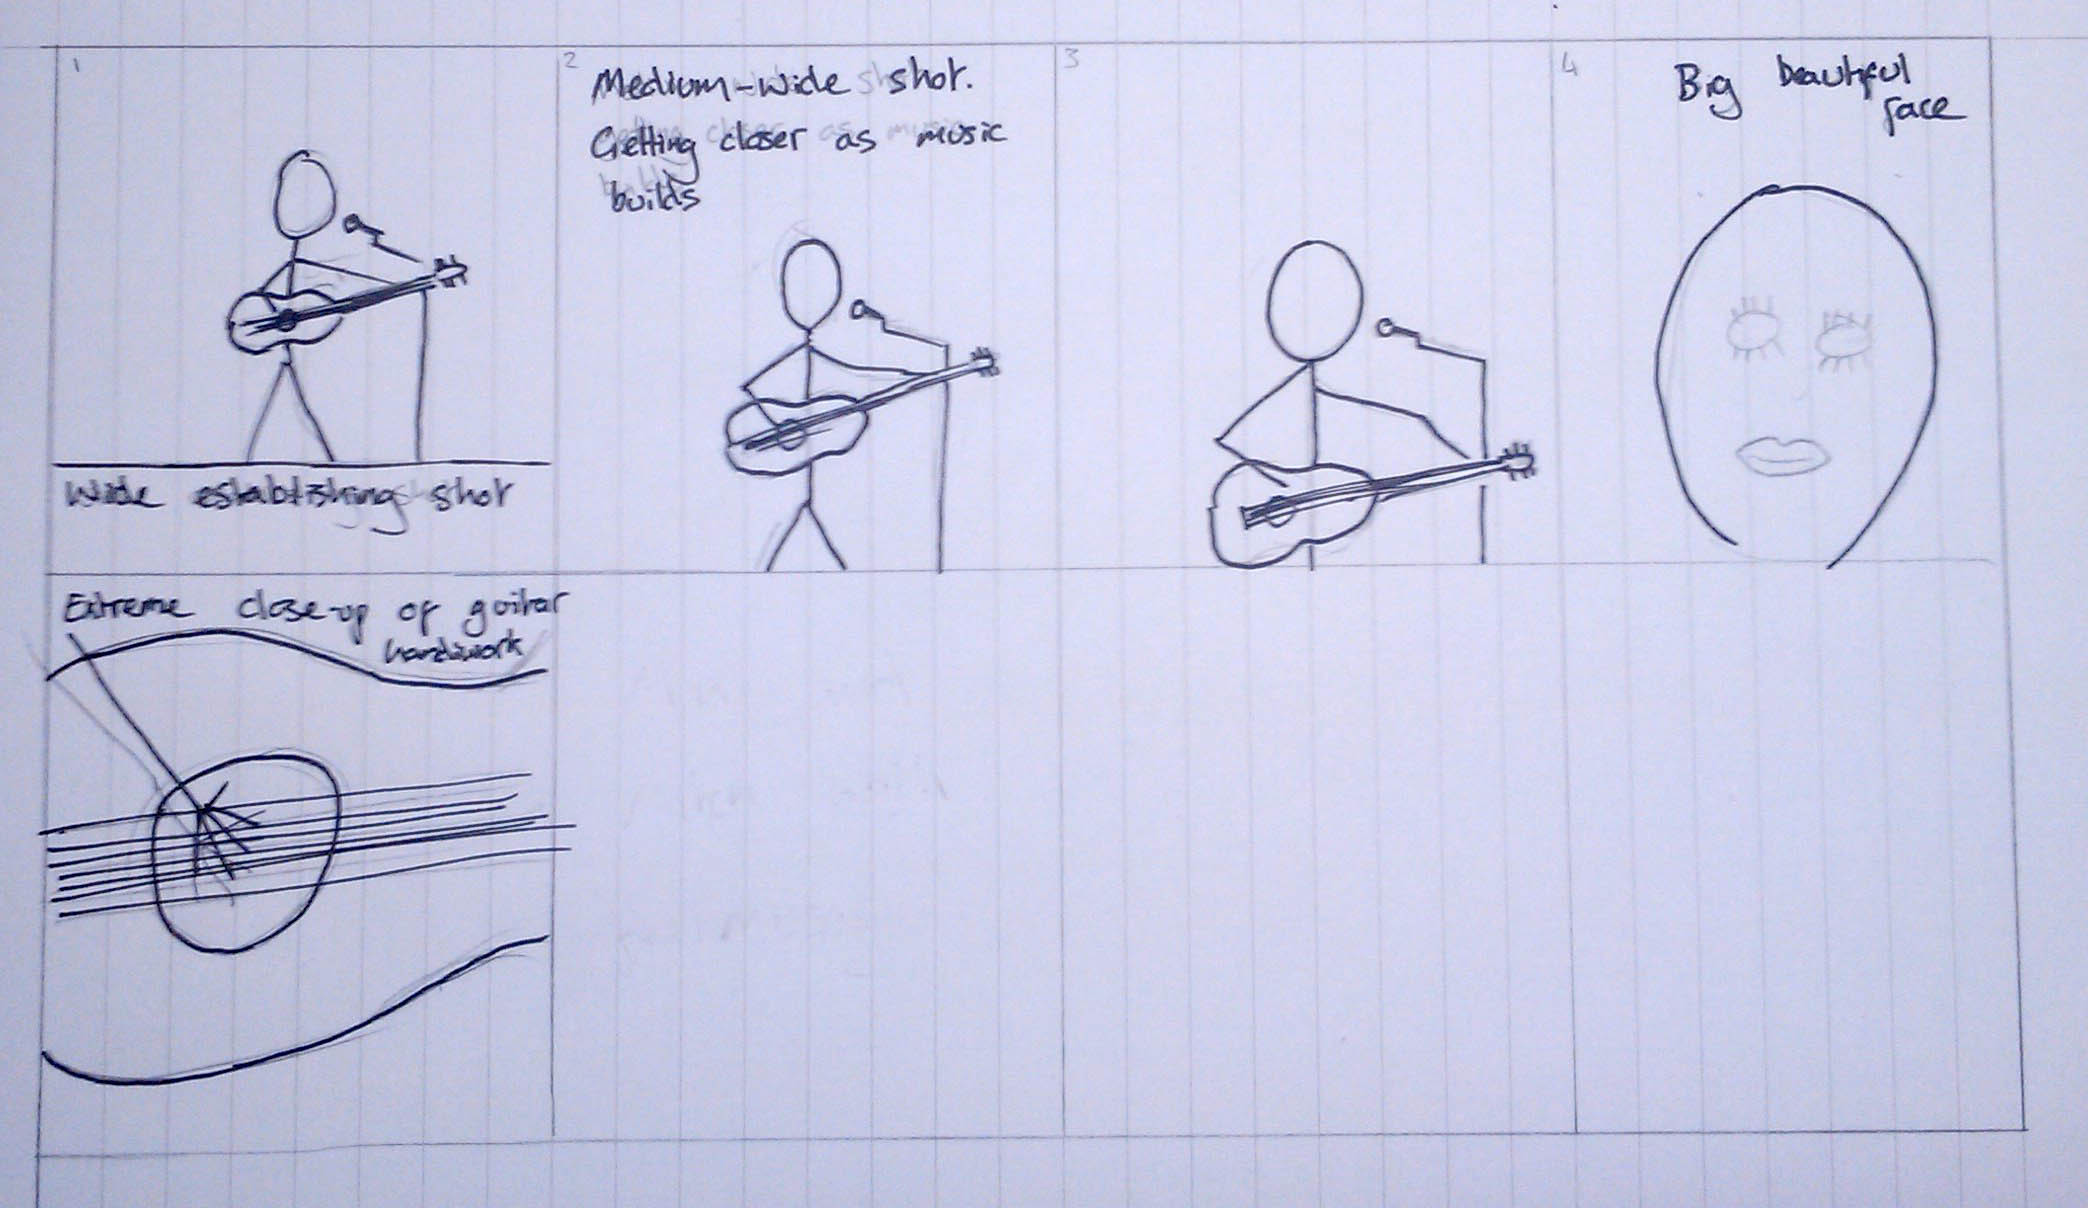 1
Wide establishing shot
2
Medium-wide shot.
Getting closer as music
builds
3
4
Big beautiful
face
Extreme close-up of guitar
handiwork